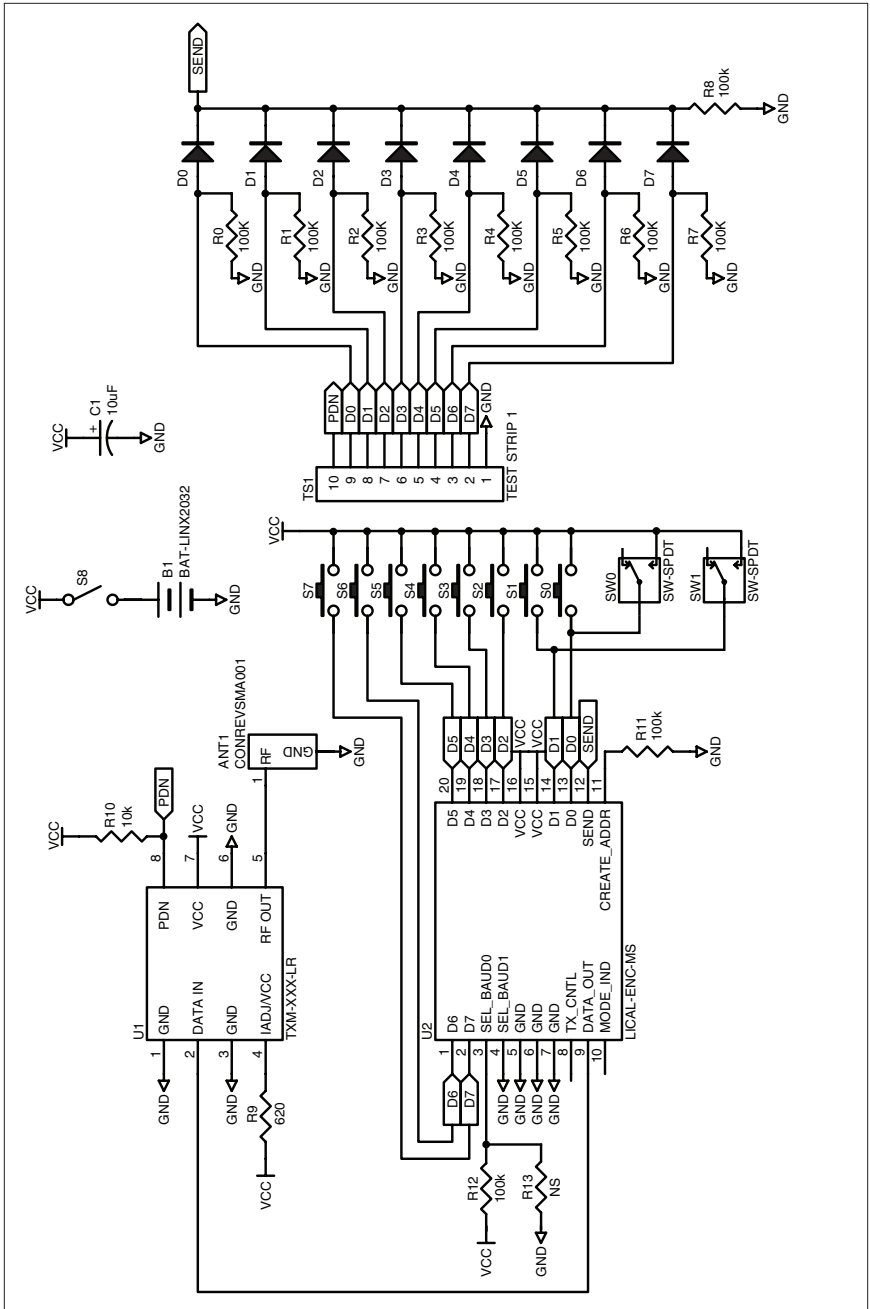 SEND
D0
D1
D2
D3
D4
D5
D6
D7
R8
100k
GND
R0
100K
GND
R1
100K
GND
R2
100K
GND
R3
100K
GND
R4
100K
GND
R5
100K
GND
R6
100K
GND
R7
100K
GND
VCC
+
C1
10uF
GND
TS1
10
9
8
7
6
5
4
3
2
1
PDN
D0
D1
D2
D3
D4
D5
D6
D7
GND
TEST STRIP 1
VCC
S8
B1
BAT-LINX2032
GND
VCC
S7
S6
S5
S4
S3
S2
S1
S0
SW0
SW-SPDT
SW1
SW-SPDT
ANT1
CONREVSMA001
1
RF
GND
GND
VCC
R10
10k
PDN
8
7
VCC
6
GND
5
PDN
VCC
GND
RF OUT
U1
GND
DATA IN
GND
IADJ/VCC
TXM-XXX-LR
1
2
3
4
GND
GND
R9
620
VCC
D5
D4
D3
D2
VCC
VCC
D1
D0
SEND
20
19
18
17
16
15
14
13
12
11
R11
100k
GND
D5
D4
D3
D2
VCC
VCC
D1
D0
SEND
CREATE_ADDR
U2
D6
D7
SEL_BAUD0
SEL_BAUD1
GND
GND
GND
TX_CNTL
DATA_OUT
MODE_IND
LICAL-ENC-MS
1
2
3
4
5
6
7
8
9
10
D6
D7
GND
GND
GND
GND
R12
100k
VCC
R13
NS
GND